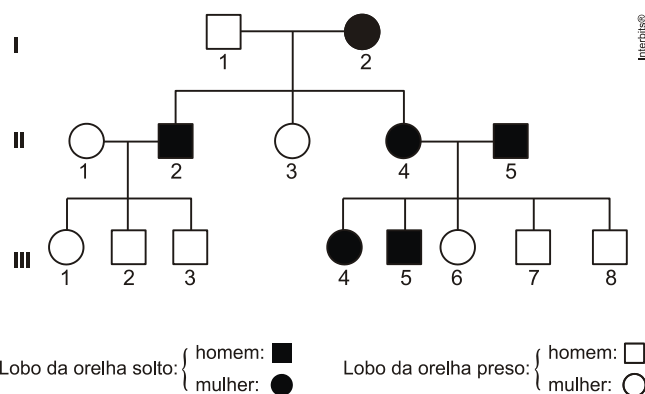 I
1
2
Interbits®
II
1
2
3
4
5
III
1
2
3
4
5
6
7
8
Lobo da orelha solto: { homem:
mulher:
Lobo da orelha preso: { homem:
mulher: